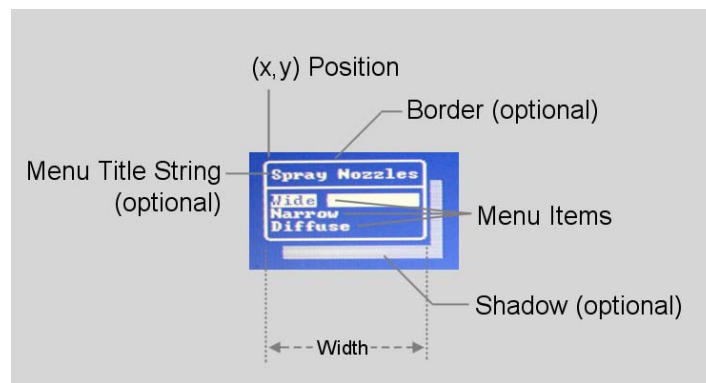 (x,y) Position
Border (optional)
Menu Title String
(optional)
Spray Nozzles
Wide
Narrow
Diffuse
Menu Items
Shadow (optional)
Width